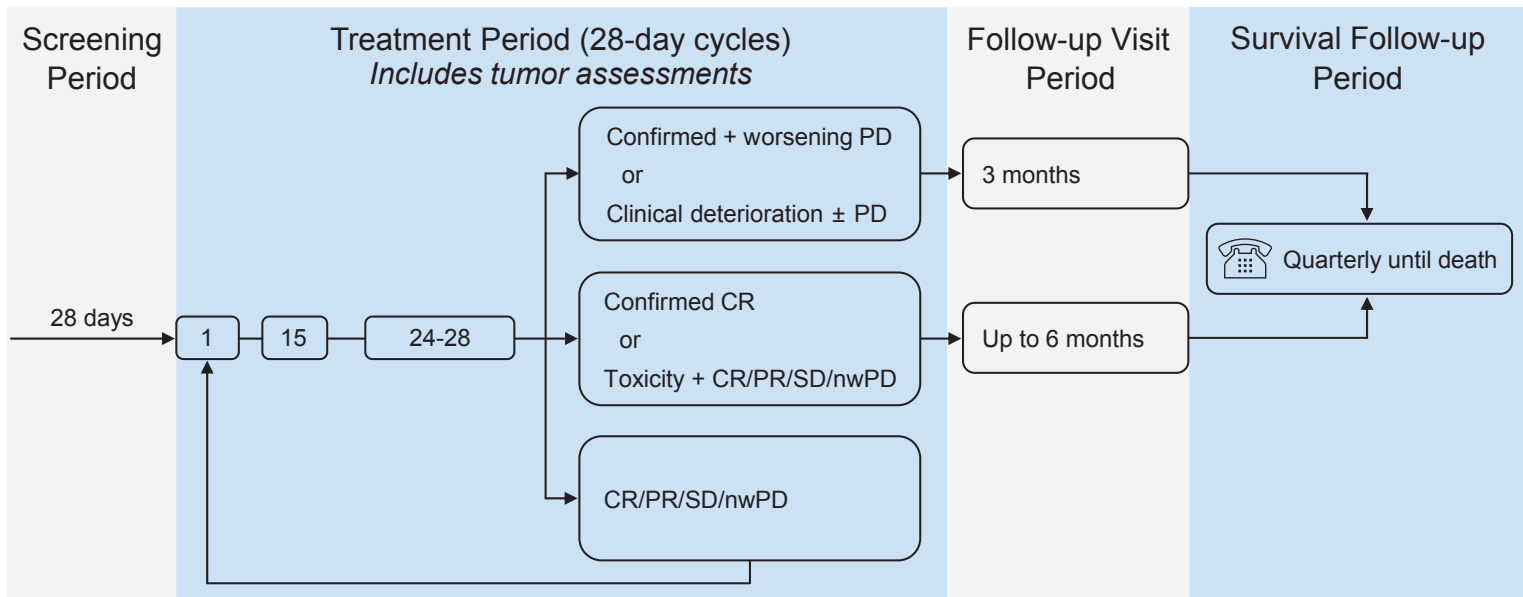 Screening
Period
Treatment Period (28-day cycles)
Includes tumor assessments
Follow-up Visit
Period
Survival Follow-up
Period
28 days
1
15
24-28
Confirmed + worsening PD
or
Clinical deterioration ± PD
3 months
Quarterly until death
Confirmed CR
or
Toxicity + CR/PR/SD/nwPD
Up to 6 months
CR/PR/SD/nwPD